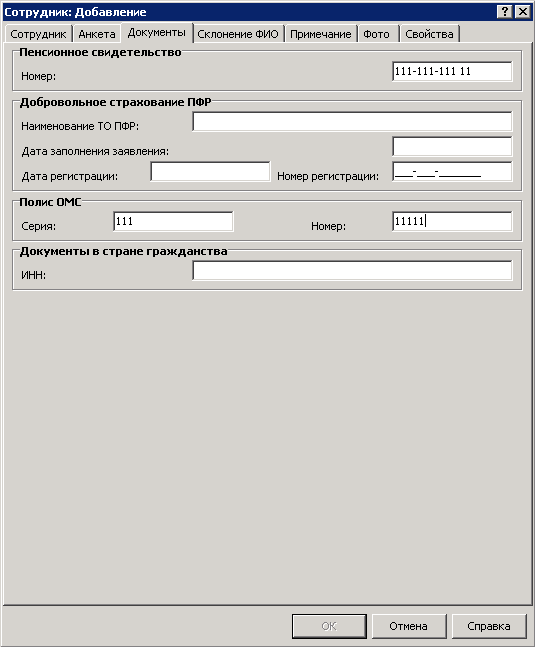 Сотрудник: Добавление
Сотрудник Анкета Документы Склонение ФИО Примечание Фото Свойства
Пенсионное свидетельство
Номер: 111-111-111 11
Добровольное страхование ПФР
Наименование ТО ПФР:
Дата заполнения заявления:
Дата регистрации: Номер регистрации: ___-___-______
Полис ОМС
Серия: 111 Номер: 11111
Документы в стране гражданства
ИНН:
ОК Отмена Справка